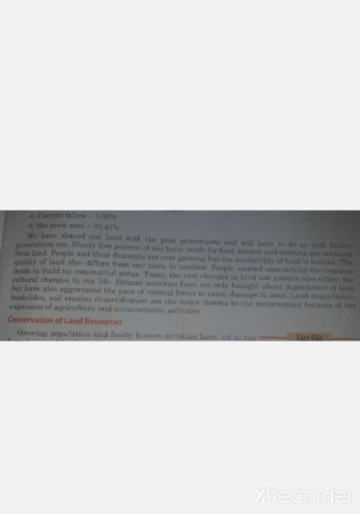 c. Current fallow – 7.03%
d. Net sown area – 45.41%
We have shared our land with the past generations and will have to do so with future
generations too. Ninety five percent of our basic needs for food, shelter and clothing are obtained
from land. People and their demands are ever growing but the availability of land is limited. The
quality of land also differs from one place to another. People started encroaching the common
lands to build up commercial areas. Today, the vast changes in land use pattern also reflect the
cultural changes in our life. Human activities have not only brought about degradation of land
but have also aggravated the pace of natural forces to cause damage to land. Land degradation,
landslides, soil erosion desertification are the major threats to the environment because of the
expansion of agriculture and activities.
Conservation of Land Resources
Growing population and faulty human activities have led to the
Fact File
XRecorder